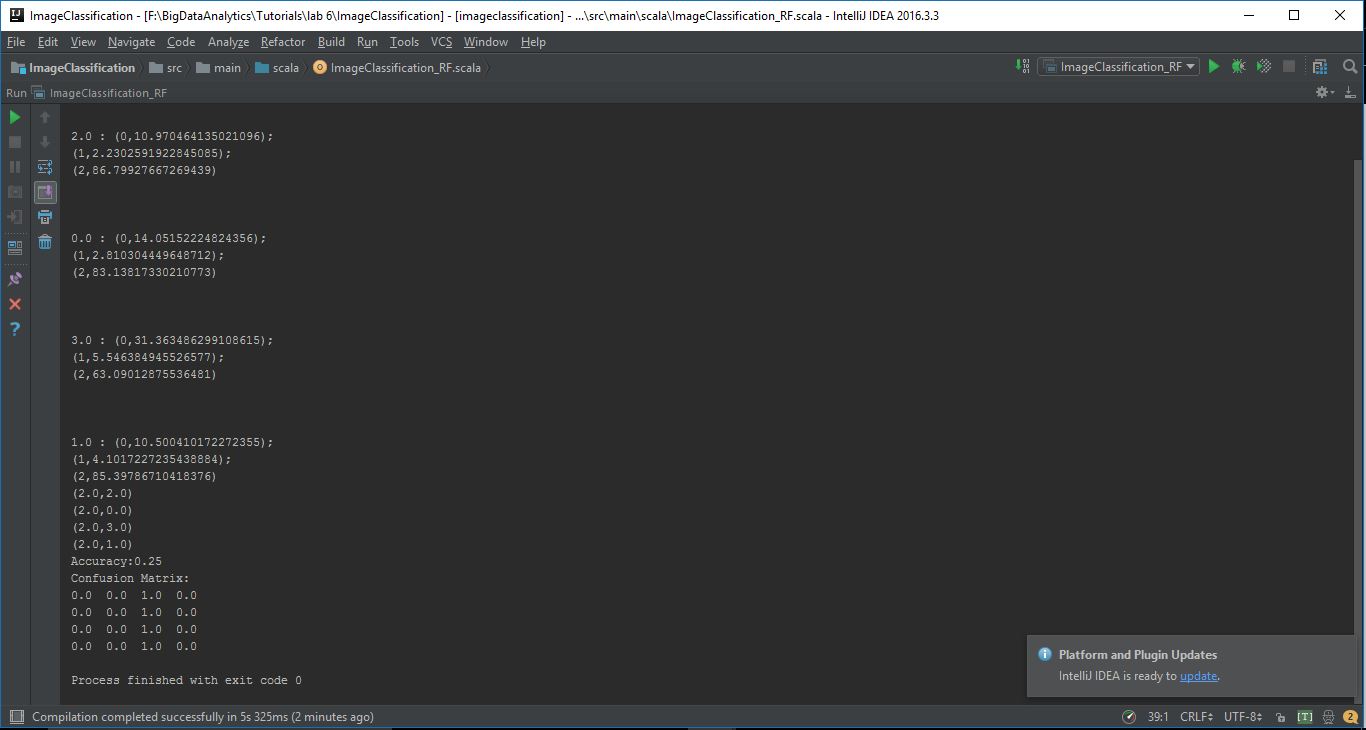 ImageClassification - [F:\BigDataAnalytics\Tutorials\lab 6\ImageClassification] - [imageclassification] - ...\src\main\scala\ImageClassification_RF.scala - IntelliJ IDEA 2016.3.3
File Edit View Navigate Code Analyze Refactor Build Run Tools VCS Window Help
ImageClassification src main scala ImageClassification_RF.scala ImageClassification_RF
Run ImageClassification_RF
2.0 : (0,10.970464135021096);
(1,2.2302591922845085);
(2,86.79927667269439)
0.0 : (0,14.05152224824356);
(1,2.810304449648712);
(2,83.13817330210773)
3.0 : (0,31.363486299108615);
(1,5.546384945526577);
(2,63.09012875536481)
1.0 : (0,10.500410172272355);
(1,4.1017227235438884);
(2,85.39786710418376)
(2.0,2.0)
(2.0,0.0)
(2.0,3.0)
(2.0,1.0)
Accuracy:0.25
Confusion Matrix:
0.0 0.0 1.0 0.0
0.0 0.0 1.0 0.0
0.0 0.0 1.0 0.0
0.0 0.0 1.0 0.0
Process finished with exit code 0
Platform and Plugin Updates
IntelliJ IDEA is ready to update.
Compilation completed successfully in 5s 325ms (2 minutes ago) 39:1 CRLF UTF-8 [T] 2